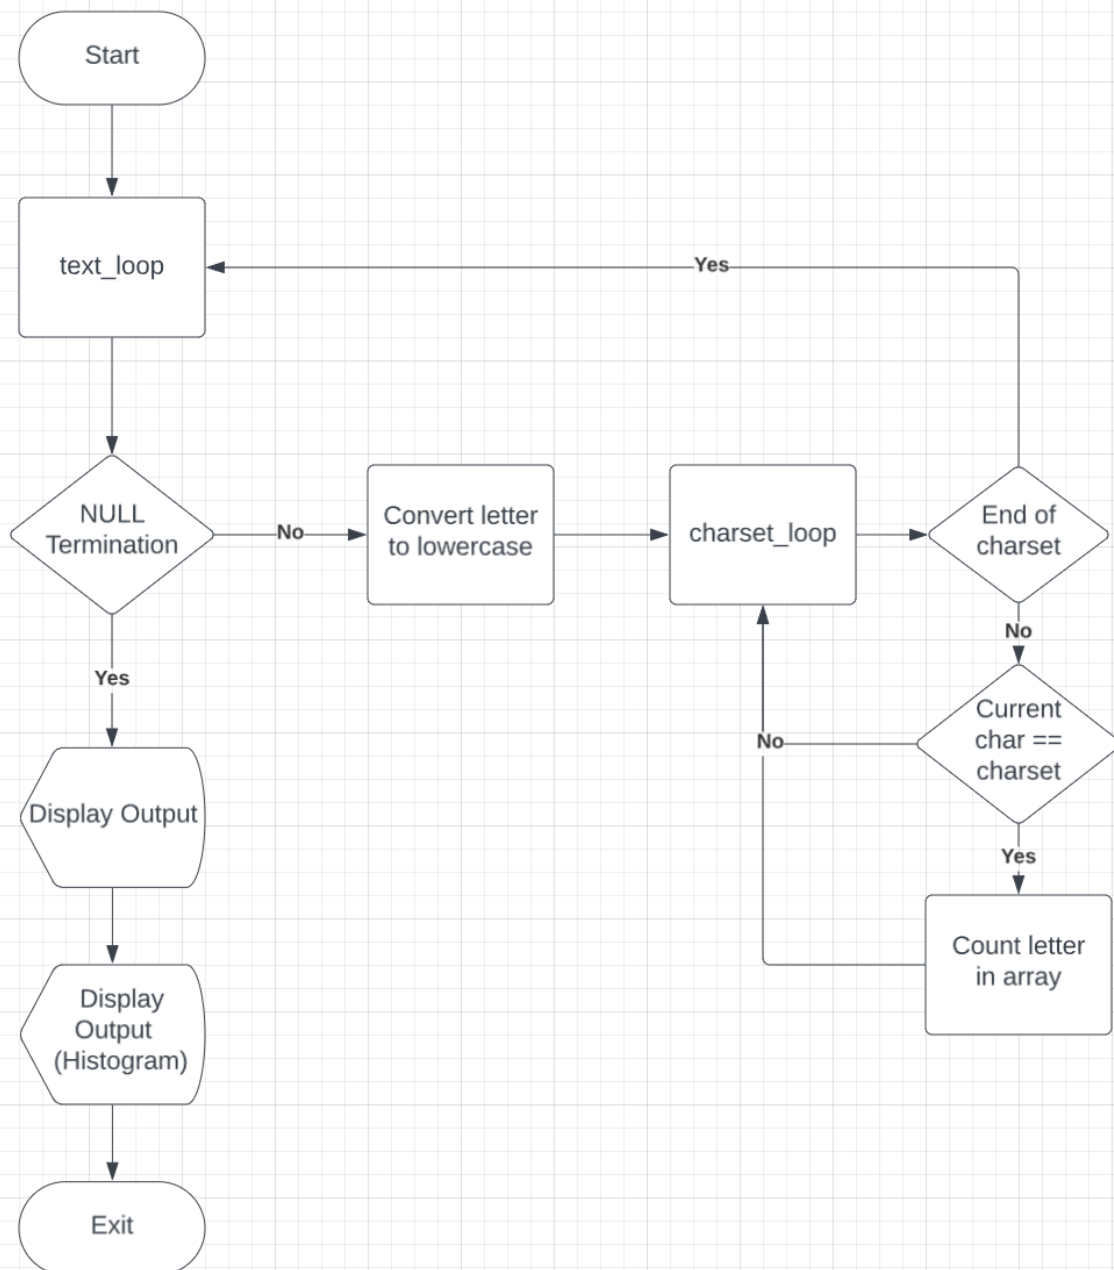 Start
text_loop
Yes
NULL
Termination
No
Convert letter
to lowercase
charset_loop
End of
charset
No
Current
char ==
charset
No
Yes
Count letter
in array
Yes
Display Output
Display
Output
(Histogram)
Exit